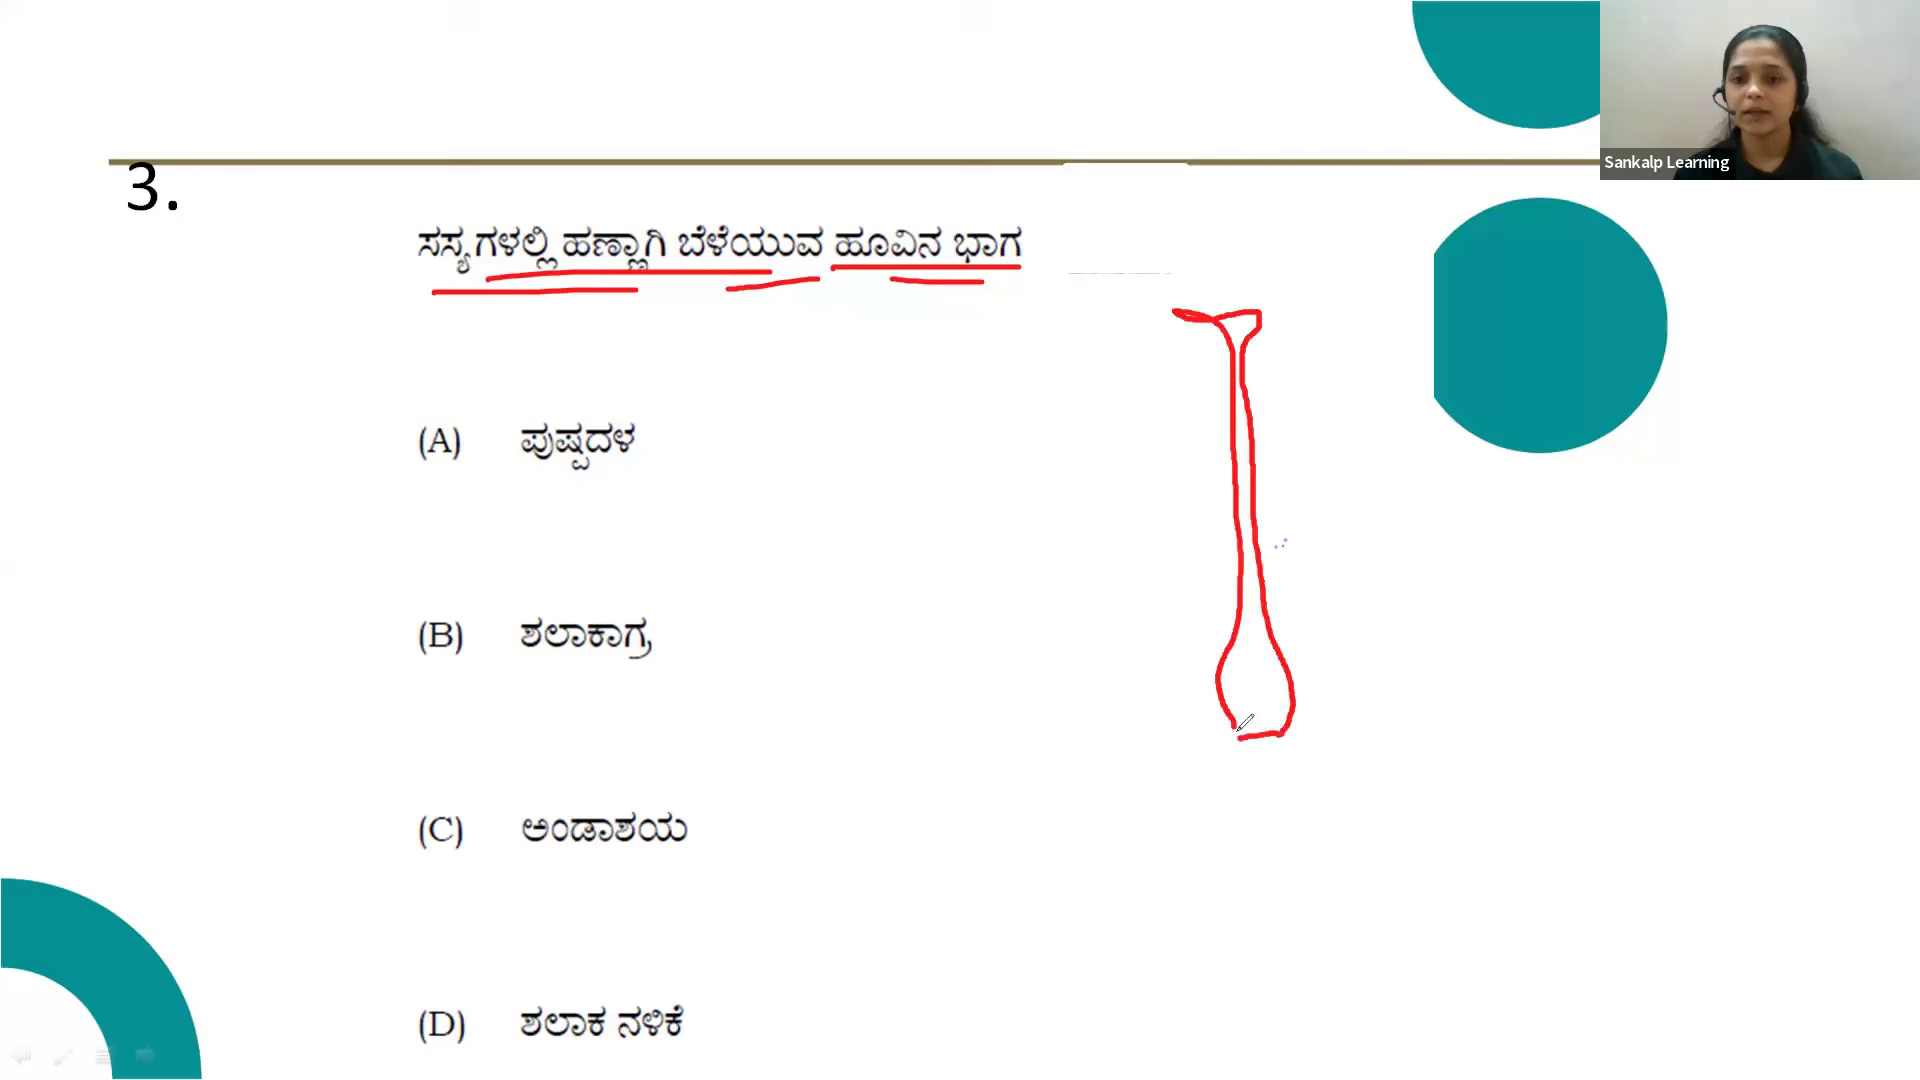 Sankalp Learning
3.
ಸಸ್ಯಗಳಲ್ಲಿ ಹಣ್ಣಾಗಿ ಬೆಳೆಯುವ ಹೂವಿನ ಭಾಗ
(A) ಪುಷ್ಪದಳ
(B) ಶಲಾಕಾಗ್ರ
(C) ಅಂಡಾಶಯ
(D) ಶಲಾಕ ನಳಿಕೆ